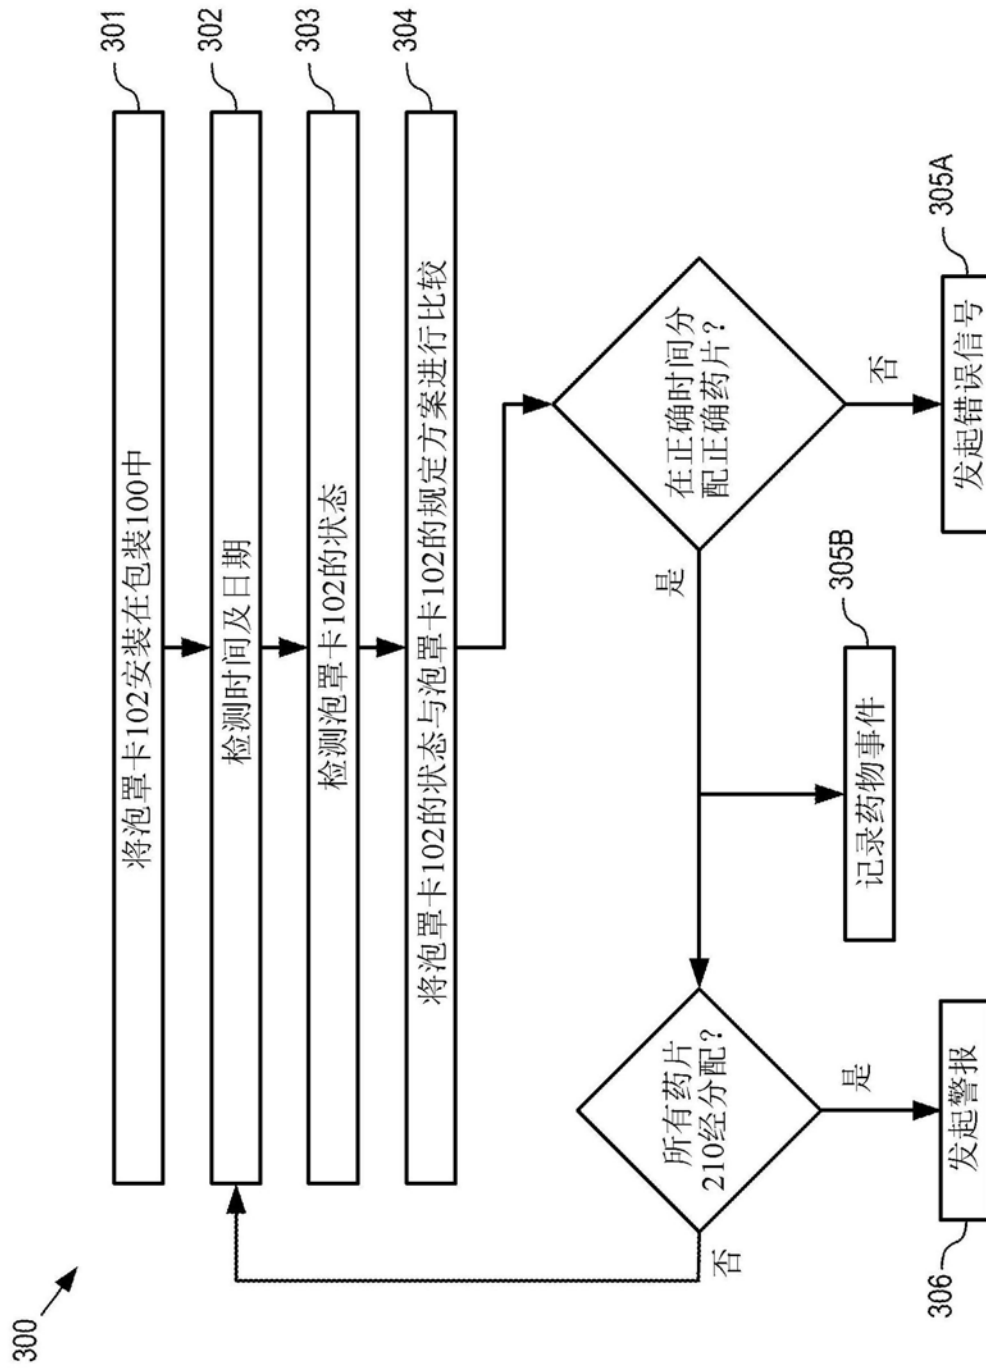 300
将泡罩卡102安装在包装100中
301
检测时间及日期
302
检测泡罩卡102的状态
303
将泡罩卡102的状态与泡罩卡102的规定方案进行比较
304
在正确时间分
配正确药片?
否
发起错误信号
305A
是
记录药物事件
305B
所有药片
210经分配?
否
是
发起警报
306